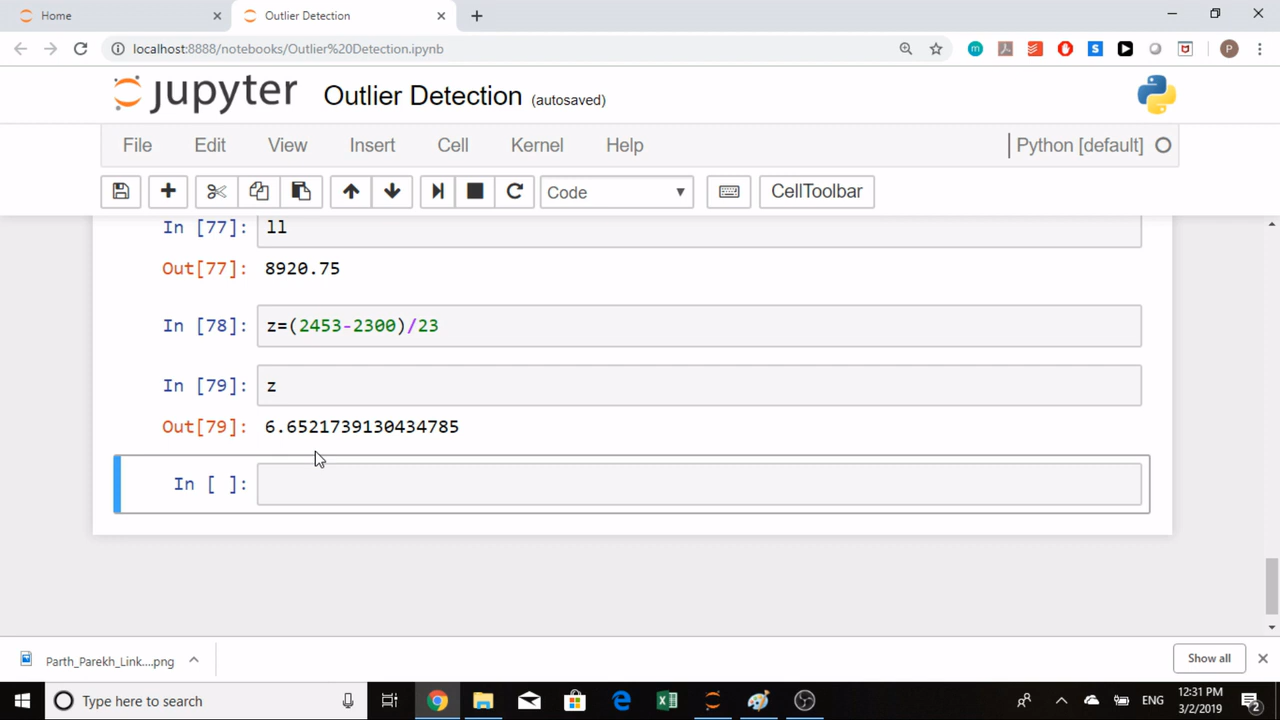 Home
Outlier Detection
localhost:8888/notebooks/Outlier%20Detection.ipynb
m
S
P
jupyter Outlier Detection (autosaved)
File Edit View Insert Cell Kernel Help
Python [default]
Code
CellToolbar
In [77]: ll
Out[77]: 8920.75
In [78]: z=(2453-2300)/23
In [79]: z
Out[79]: 6.6521739130434785
In [ ]:
Parth_Parekh_Link....png
Show all
Type here to search
ENG
12:31 PM
3/2/2019
2